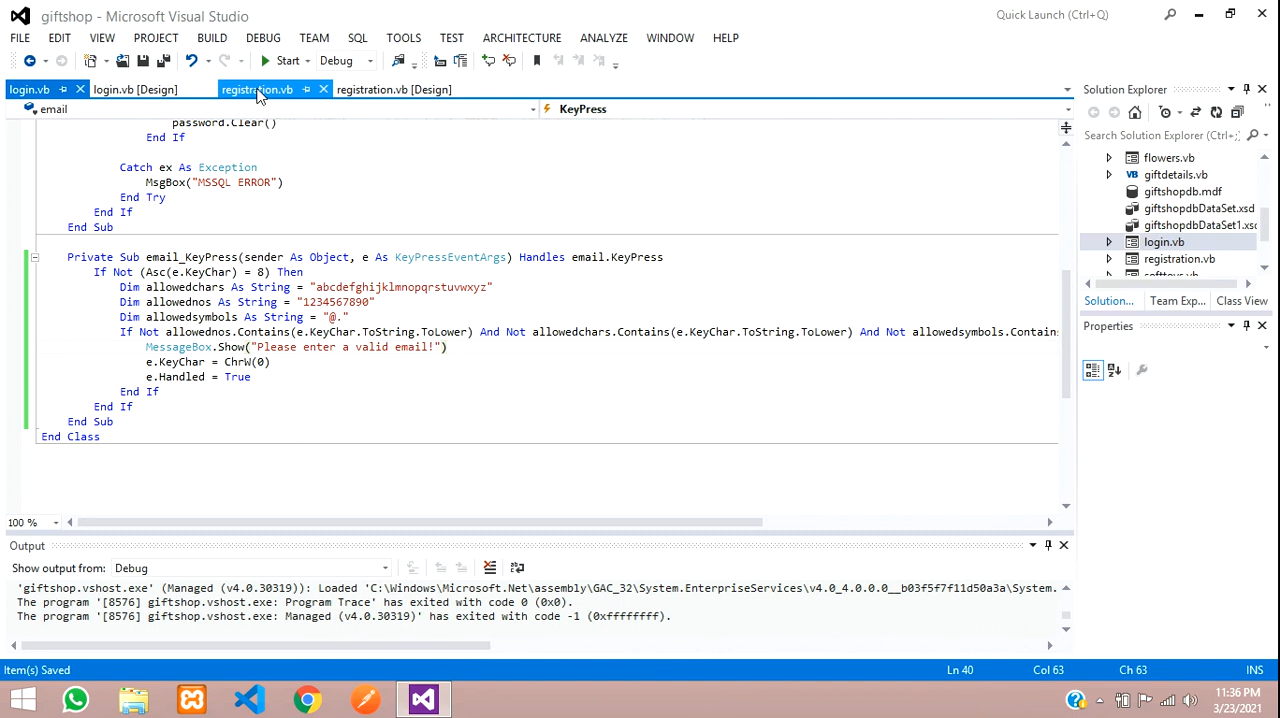 giftshop - Microsoft Visual Studio
Quick Launch (Ctrl+Q)
FILE EDIT VIEW PROJECT BUILD DEBUG TEAM SQL TOOLS TEST ARCHITECTURE ANALYZE WINDOW HELP
Start Debug
login.vb login.vb [Design] registration.vb registration.vb [Design]
email KeyPress
password.Clear()
End If
Catch ex As Exception
MsgBox("MSSQL ERROR")
End Try
End If
End Sub
Private Sub email_KeyPress(sender As Object, e As KeyPressEventArgs) Handles email.KeyPress
If Not (Asc(e.KeyChar) = 8) Then
Dim allowedchars As String = "abcdefghijklmnopqrstuvwxyz"
Dim allowednos As String = "1234567890"
Dim allowedsymbols As String = "@."
If Not allowednos.Contains(e.KeyChar.ToString.ToLower) And Not allowedchars.Contains(e.KeyChar.ToString.ToLower) And Not allowedsymbols.Contains
MessageBox.Show("Please enter a valid email!")
e.KeyChar = ChrW(0)
e.Handled = True
End If
End If
End Sub
End Class
100 %
Output
Show output from: Debug
'giftshop.vshost.exe' (Managed (v4.0.30319)): Loaded 'C:\Windows\Microsoft.Net\assembly\GAC_32\System.EnterpriseServices\v4.0_4.0.0.0__b03f5f7f11d50a3a\System.
The program '[8576] giftshop.vshost.exe: Program Trace' has exited with code 0 (0x0).
The program '[8576] giftshop.vshost.exe: Managed (v4.0.30319)' has exited with code -1 (0xffffffff).
Solution Explorer
Search Solution Explorer (Ctrl+;)
flowers.vb
VB giftdetails.vb
giftshopdb.mdf
giftshopdbDataSet.xsd
giftshopdbDataSet1.xsd
login.vb
registration.vb
Solution... Team Exp... Class View
Properties
Item(s) Saved Ln 40 Col 63 Ch 63 INS
11:36 PM
3/23/2021